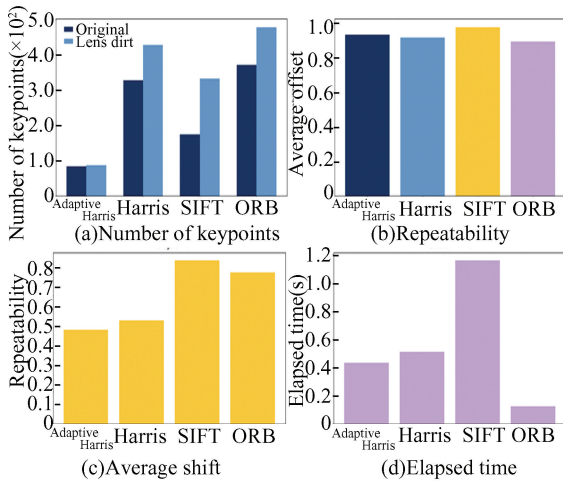 Number of keypoints(×10²)
5.0
4.0
3.0
2.0
1.0
0
Original
Lens dirt
Adaptive Harris
Harris
SIFT
ORB
(a)Number of keypoints
Average offset
1.0
0.8
0.6
0.4
0.2
0
Adaptive Harris
Harris
SIFT
ORB
(b)Repeatability
Repeatability
0.8
0.7
0.6
0.5
0.4
0.3
0.2
0.1
0
Adaptive Harris
Harris
SIFT
ORB
(c)Average shift
Elapsed time(s)
1.2
1.0
0.8
0.6
0.4
0.2
0
Adaptive Harris
Harris
SIFT
ORB
(d)Elapsed time